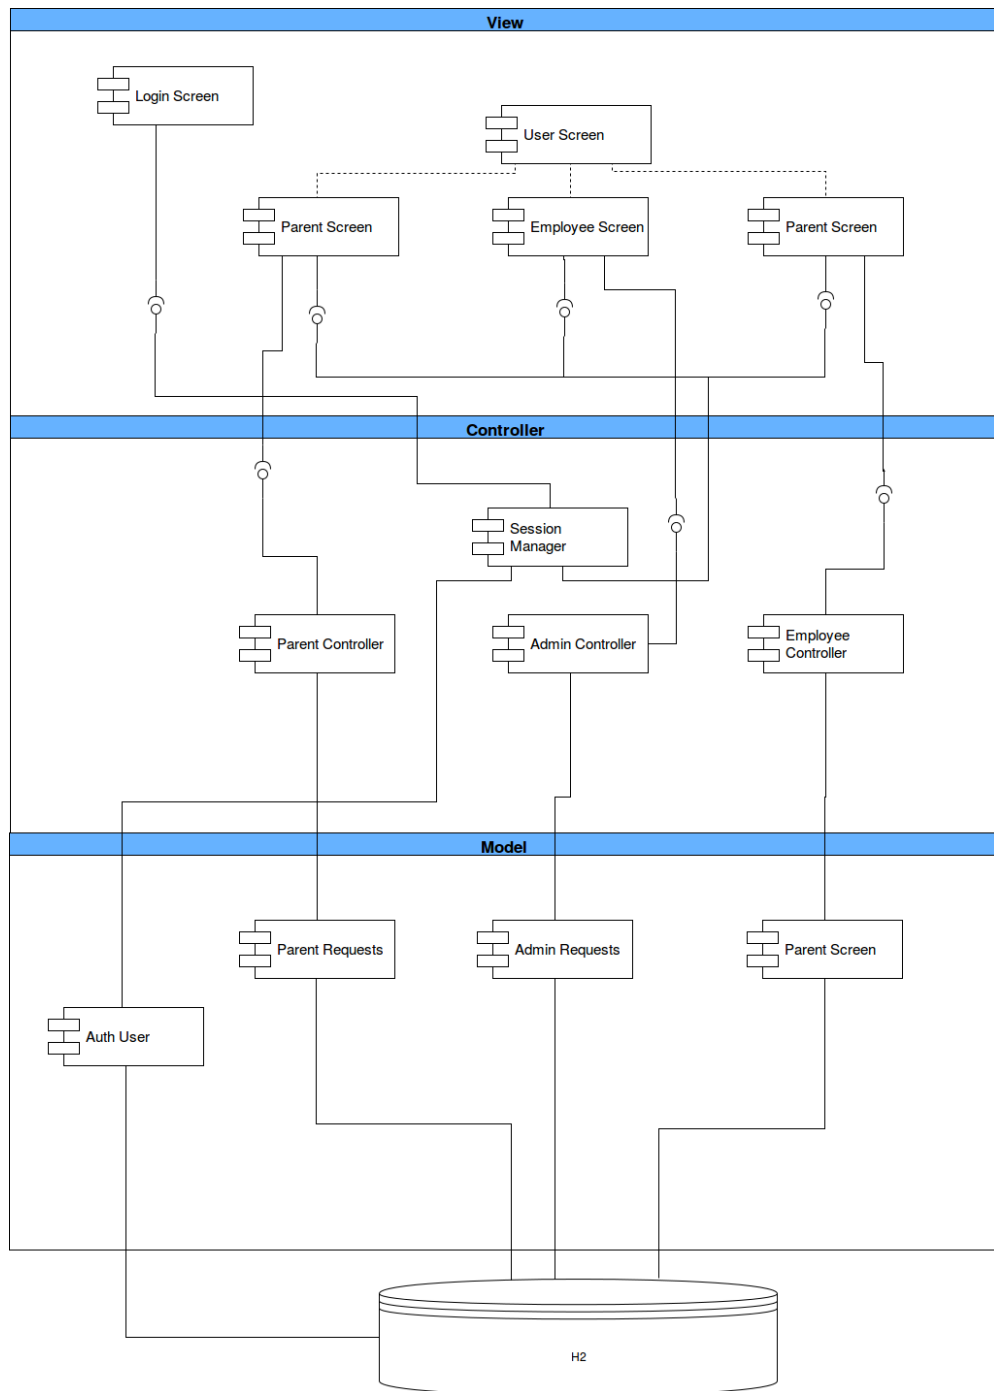 View
Login Screen
User Screen
Parent Screen
Employee Screen
Parent Screen
Controller
Session
Manager
Parent Controller
Admin Controller
Employee
Controller
Model
Parent Requests
Admin Requests
Parent Screen
Auth User
H2